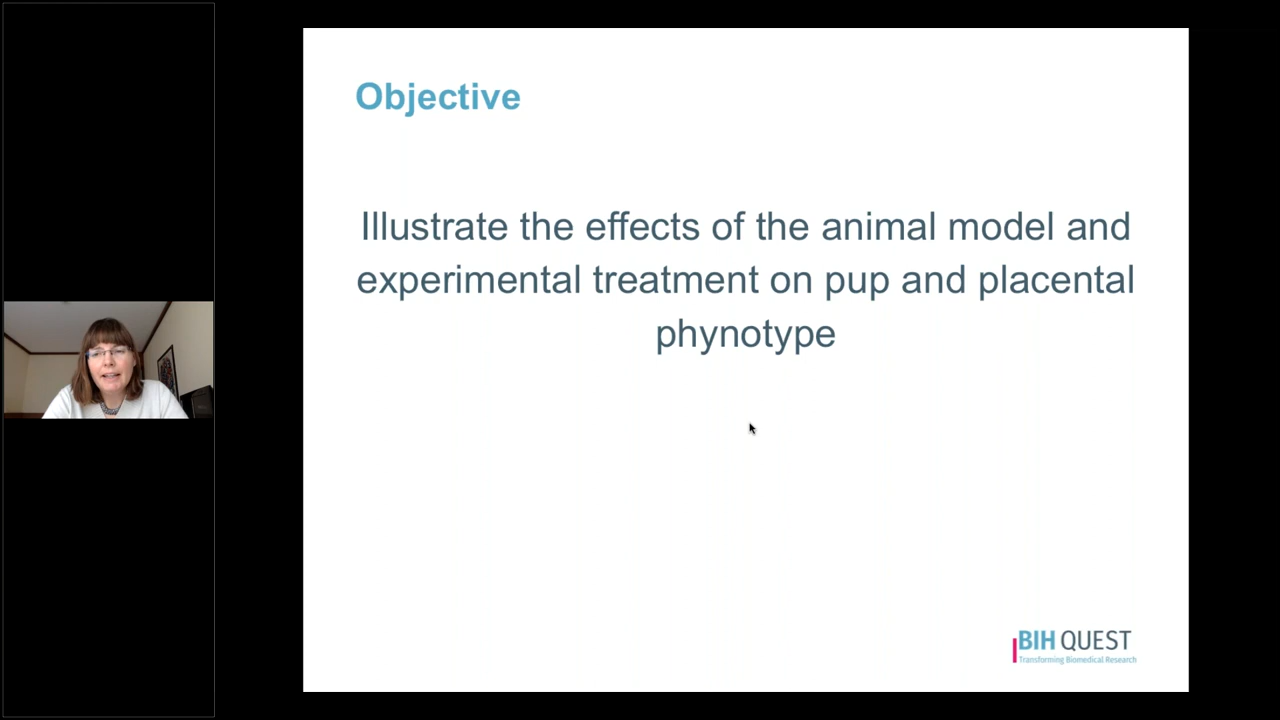 Objective
Illustrate the effects of the animal model and
experimental treatment on pup and placental
phynotype
BIH QUEST
Transforming Biomedical Research